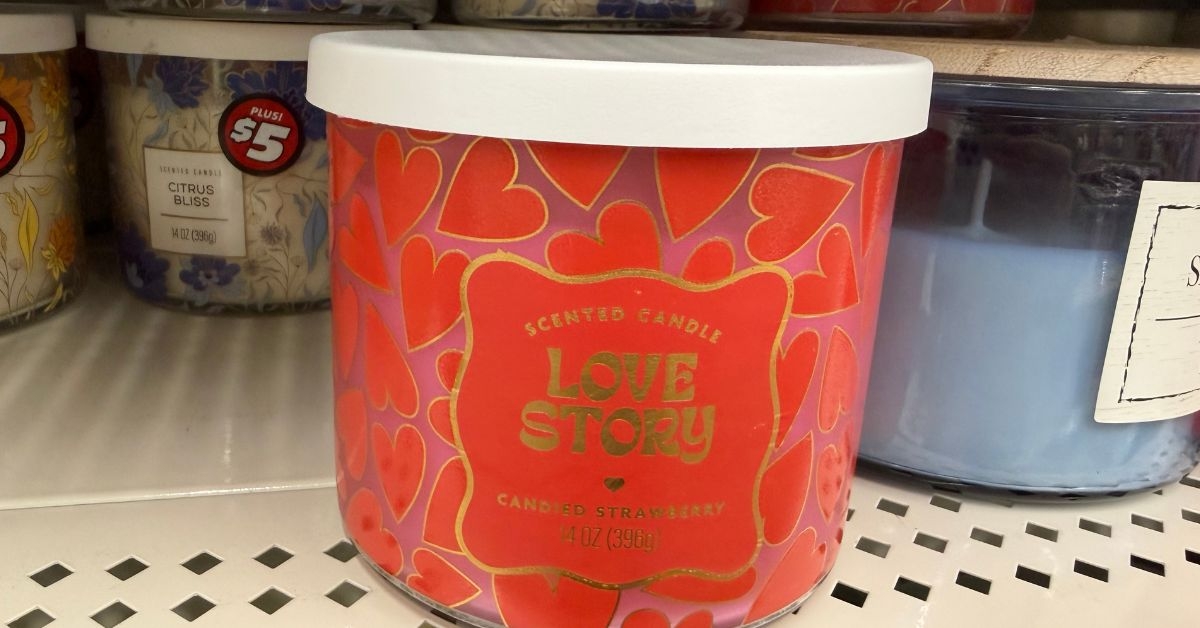 PLUS!
$5
SCENTED CANDLE
CITRUS
BLISS
14 OZ (396g)
SCENTED CANDLE
LOVE
STORY
CANDIED STRAWBERRY
14 OZ (396g)